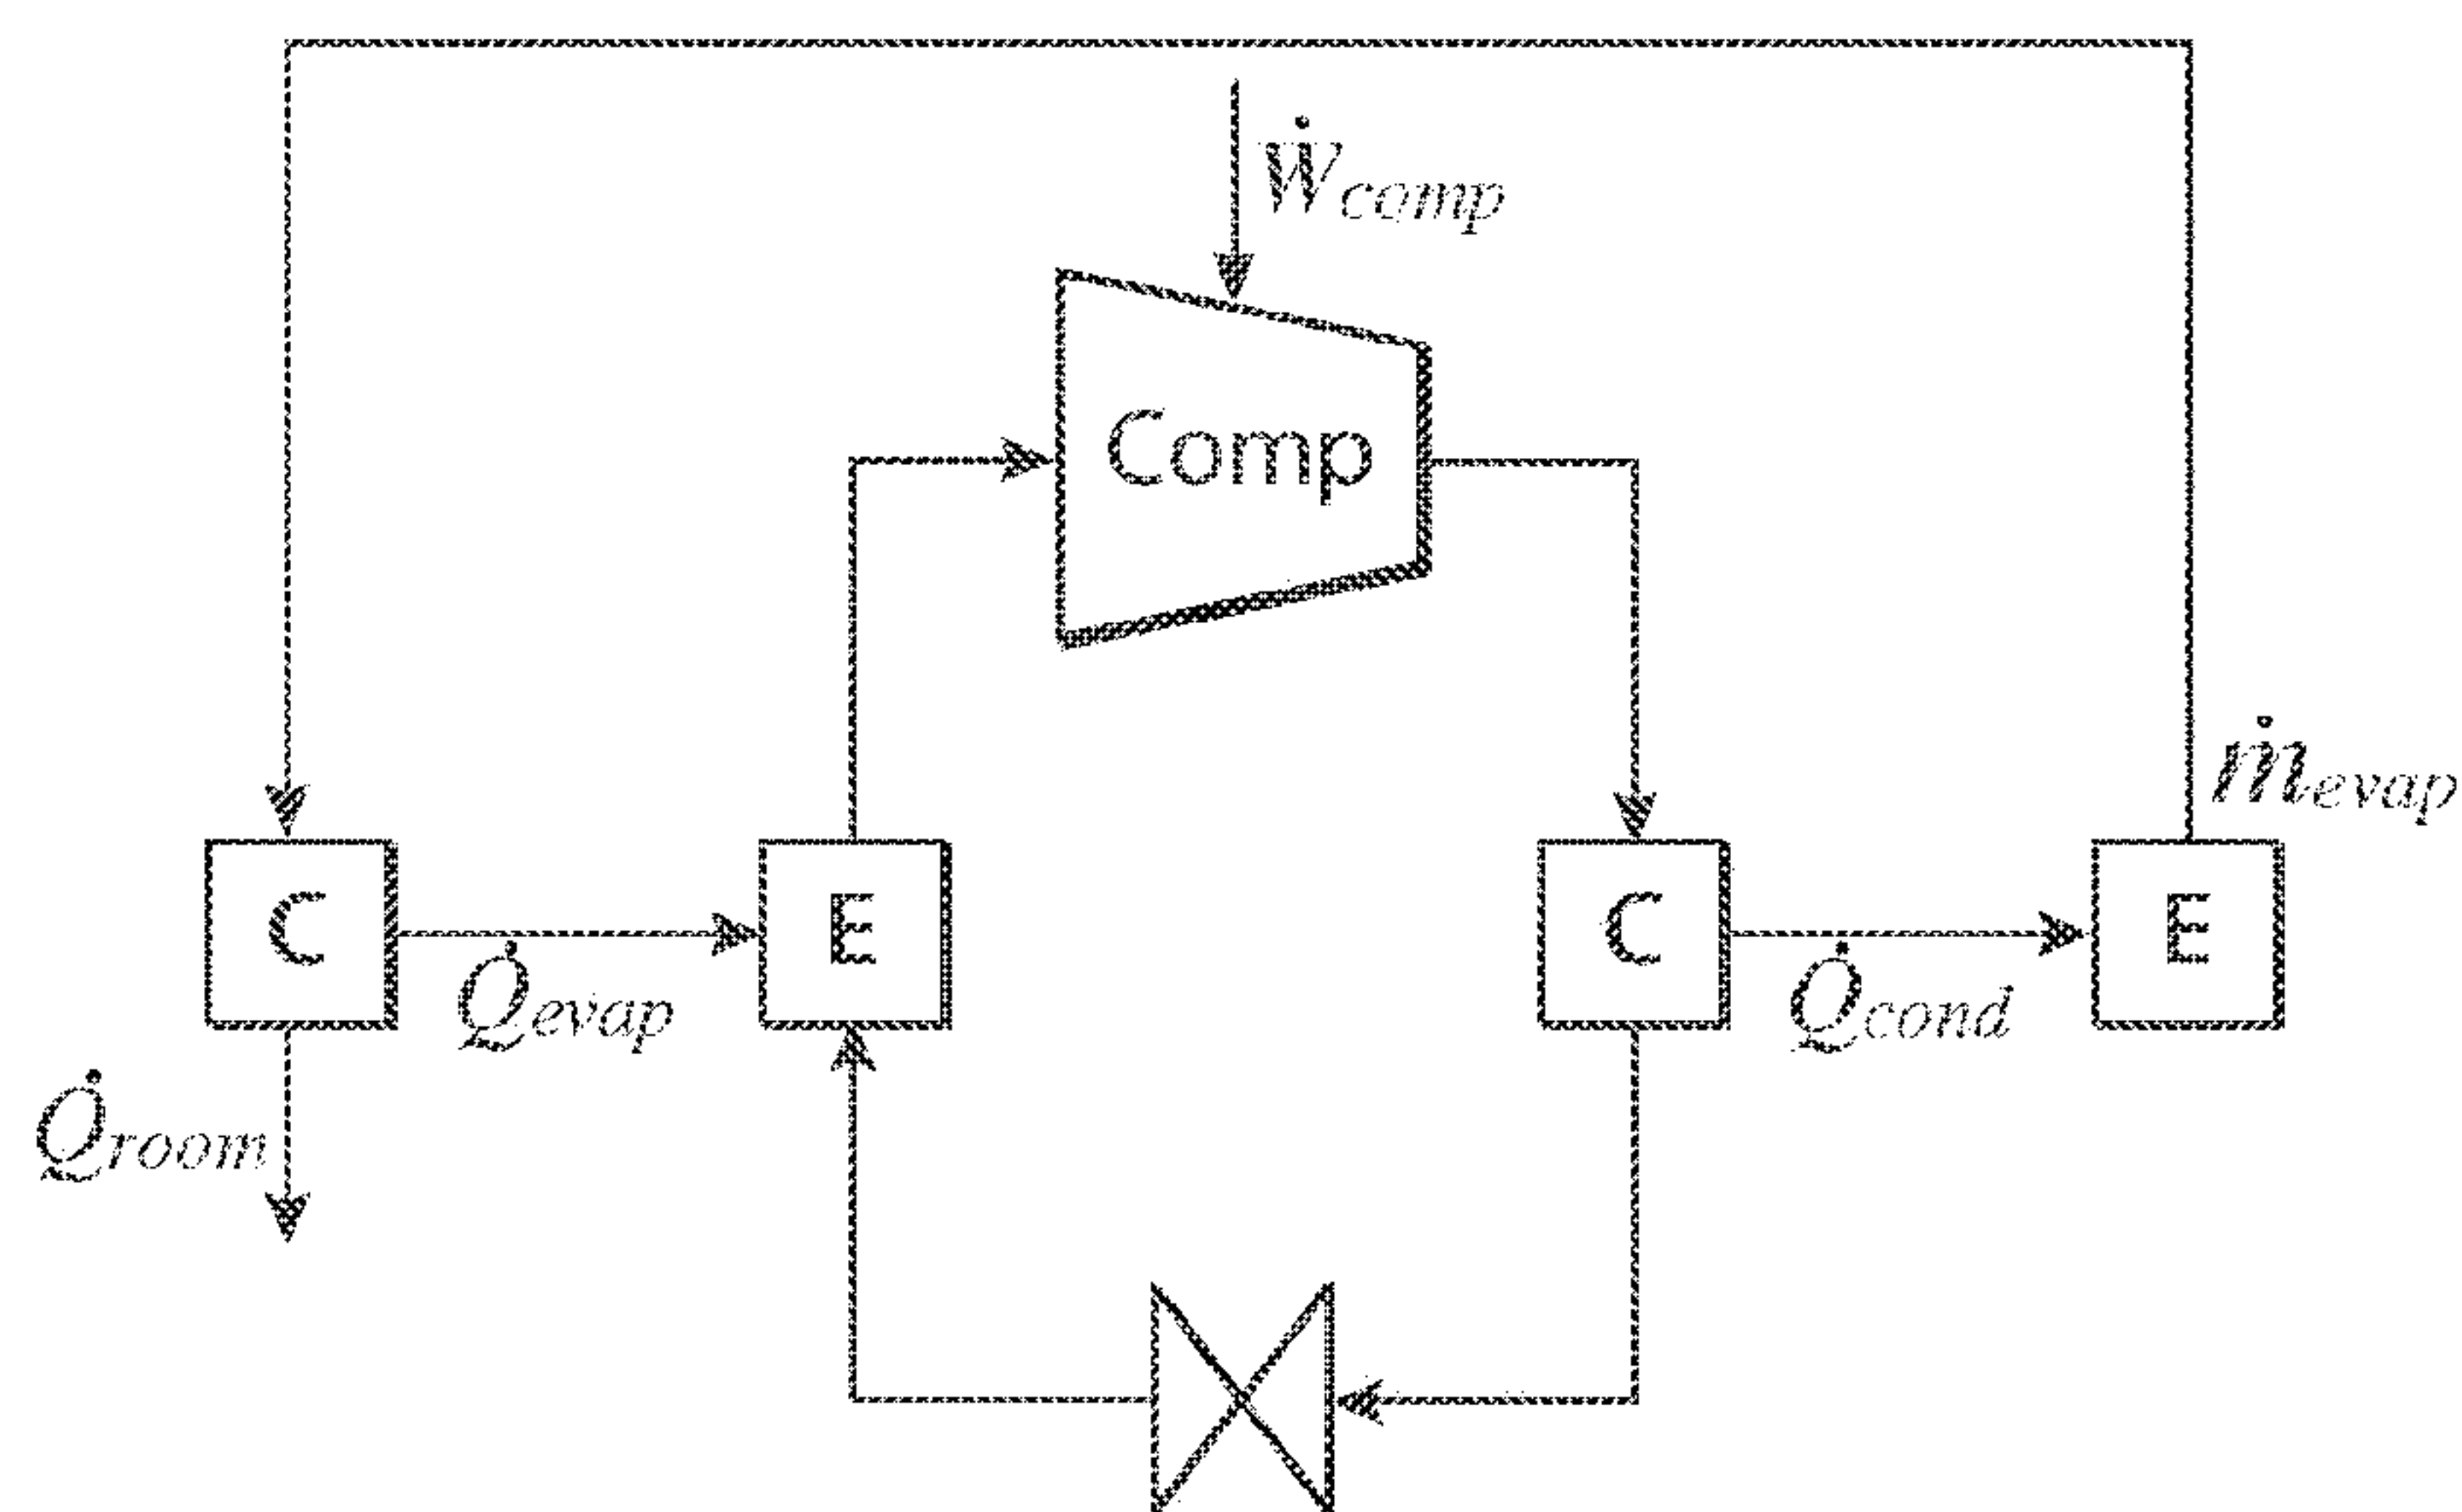 Ẇcomp
Comp
ṁevap
C
E
C
E
Q̇evap
Q̇cond
Q̇room